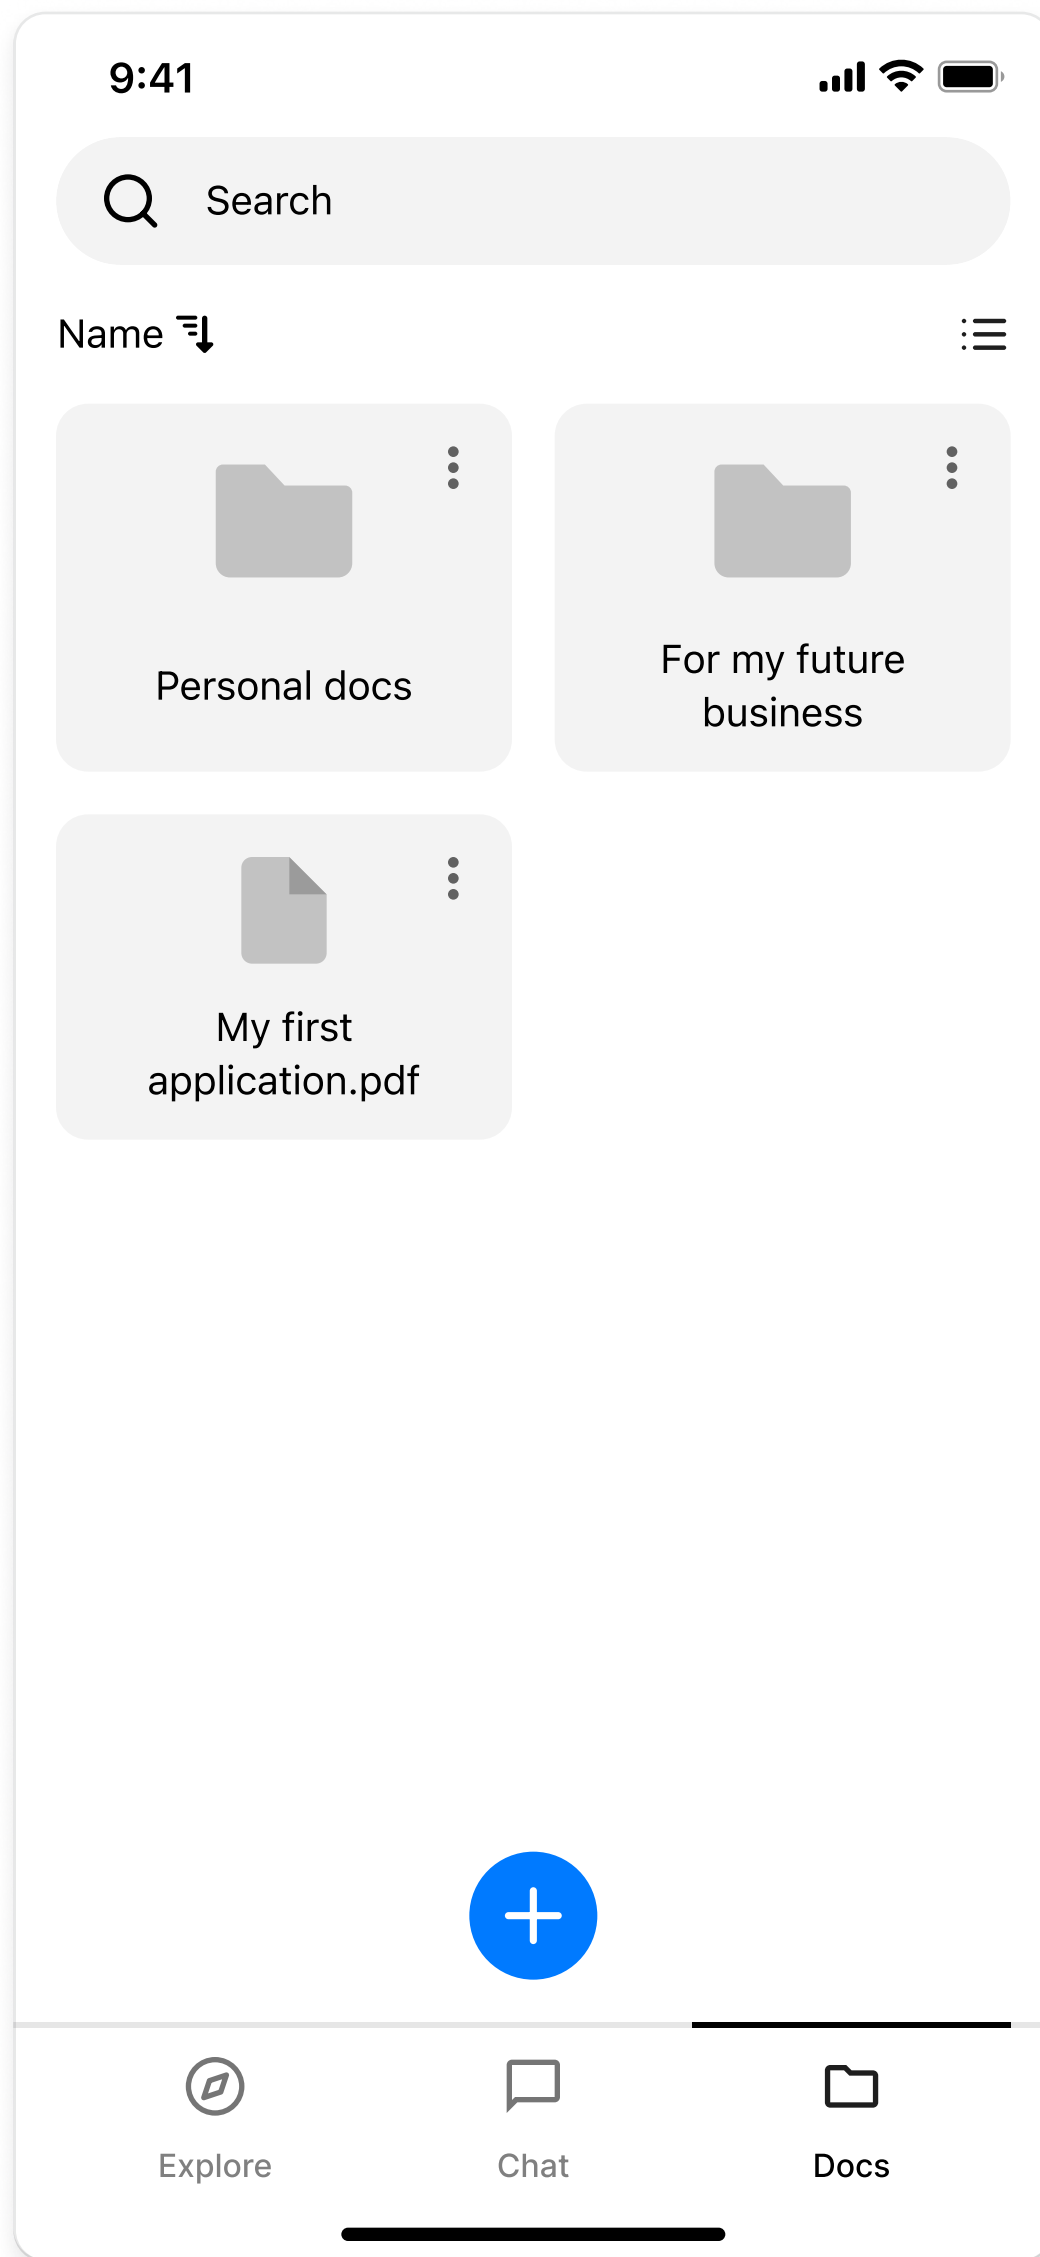 9:41
Search
Name
Personal docs
For my future
business
My first
application.pdf
Explore
Chat
Docs